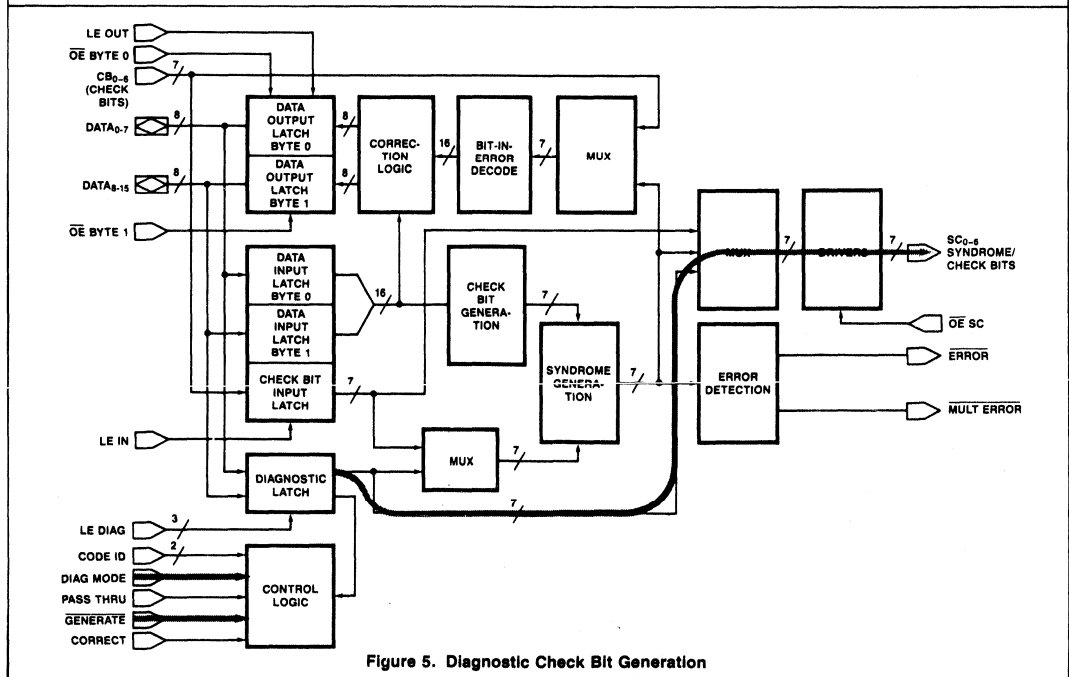 LE OUT
OE BYTE 0
7
CB0-6
(CHECK
BITS)
DATA0-7
8
DATA8-15
8
OE BYTE 1
DATA
OUTPUT
LATCH
BYTE 0
DATA
OUTPUT
LATCH
BYTE 1
8
8
CORREC-
TION
LOGIC
16
BIT-IN-
ERROR
DECODE
7
MUX
DATA
INPUT
LATCH
BYTE 0
DATA
INPUT
LATCH
BYTE 1
CHECK BIT
INPUT
LATCH
16
7
CHECK
BIT
GENERA-
TION
7
SYNDROME
GENERA-
TION
7
MUX
7
DRIVERS
7
SC0-6
SYNDROME/
CHECK BITS
OE SC
ERROR
DETECTION
ERROR
MULT ERROR
LE IN
MUX
7
DIAGNOSTIC
LATCH
7
LE DIAG
3
CODE ID
2
DIAG MODE
PASS THRU
GENERATE
CORRECT
CONTROL
LOGIC
Figure 5. Diagnostic Check Bit Generation